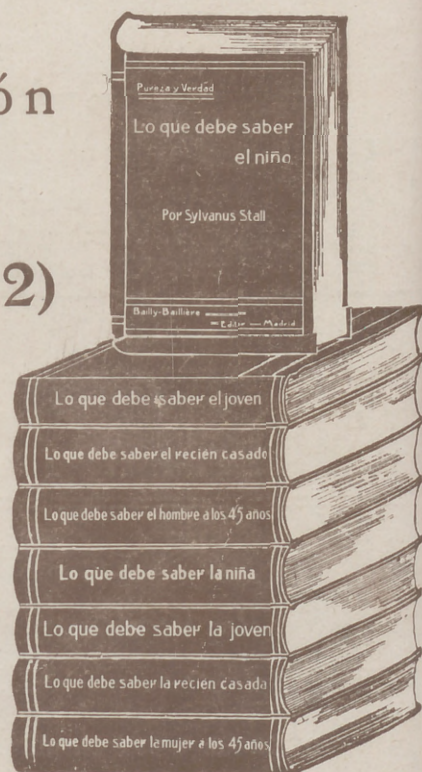 ón
2)
Pureza y Verdad
Lo que debe saber
el niño
Por Sylvanus Stall
Bailly-Bailliere
Editor — Madrid
Lo que debe saber el joven
Lo que debe saber el recién casado
Lo que debe saber el hombre a los 45 años
Lo que debe saber la niña
Lo que debe saber la joven
Lo que debe saber la recién casada
Lo que debe saber la mujer a los 45 años